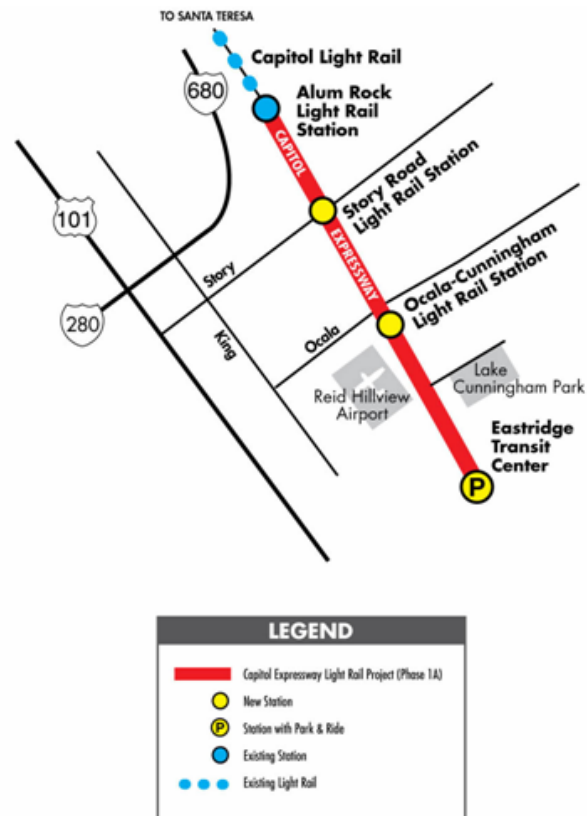 TO SANTA TERESA
Capitol Light Rail
680
Alum Rock
Light Rail
Station
CAPITOL
101
Story Road
Light Rail Station
EXPRESSWAY
Story
Ocala-Cunningham
Light Rail Station
280
King
Ocala
Reid Hillview
Airport
Lake
Cunningham Park
Eastridge
Transit
Center
P
LEGEND
Capitol Expressway Light Rail Project (Phase 1A)
New Station
P
Station with Park & Ride
Existing Station
Existing Light Rail